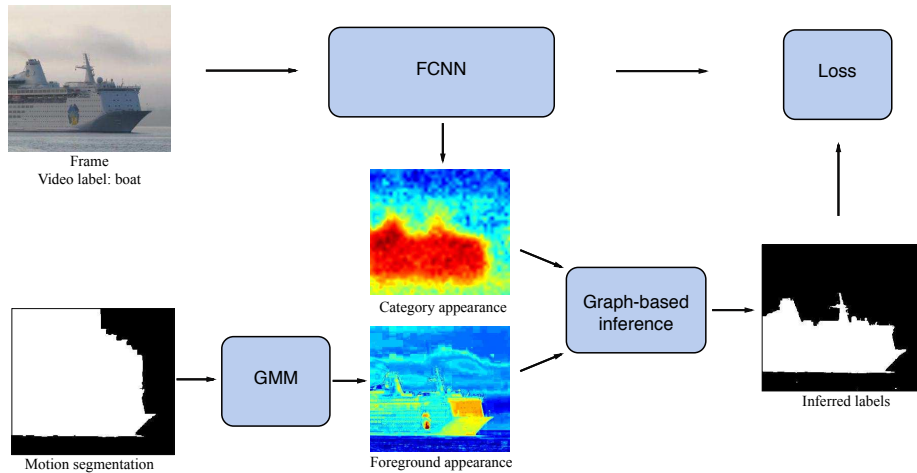 FCNN
Loss
Frame
Video label: boat
Category appearance
Graph-based
inference
GMM
Inferred labels
Motion segmentation
Foreground appearance